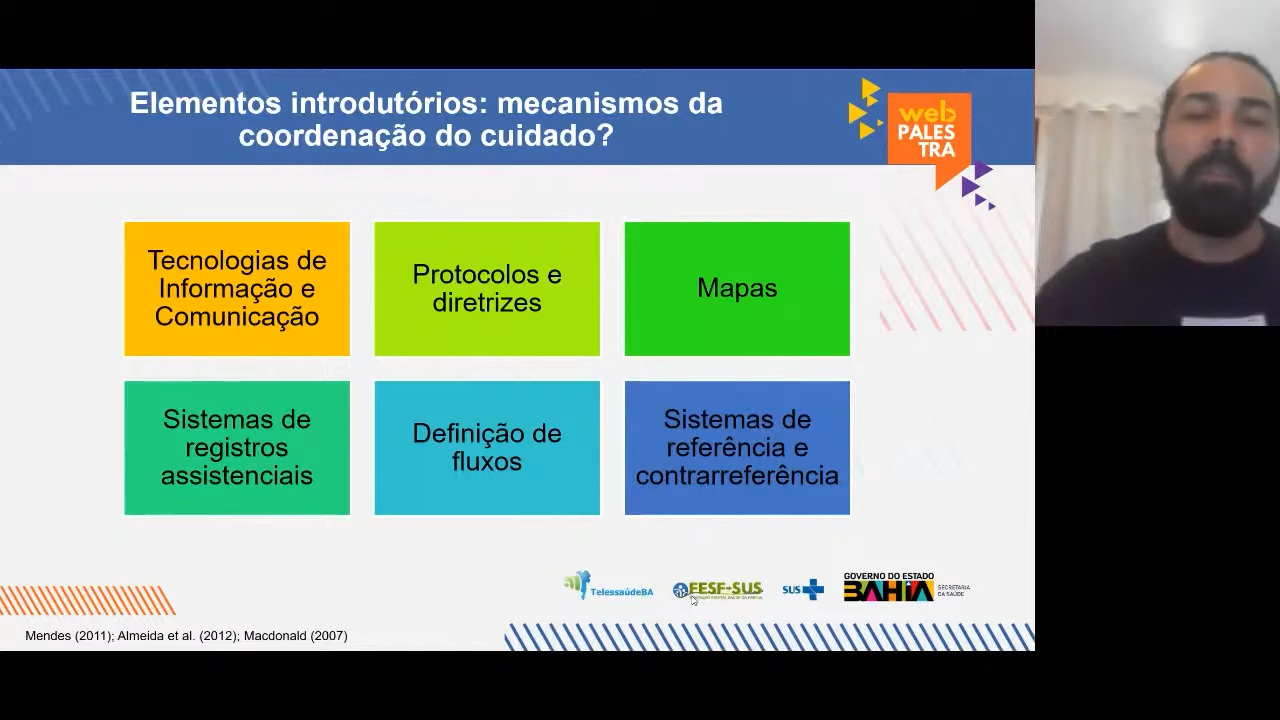 Elementos introdutórios: mecanismos da
coordenação do cuidado?
web
PALES
TRA
Tecnologias de
Informação e
Comunicação
Protocolos e
diretrizes
Mapas
Sistemas de
registros
assistenciais
Definição de
fluxos
Sistemas de
referência e
contrarreferência
TelessaúdeBA
FESF-SUS
SUS
GOVERNO DO ESTADO
BAHIA
SECRETARIA
DA SAÚDE
Mendes (2011); Almeida et al. (2012); Macdonald (2007)